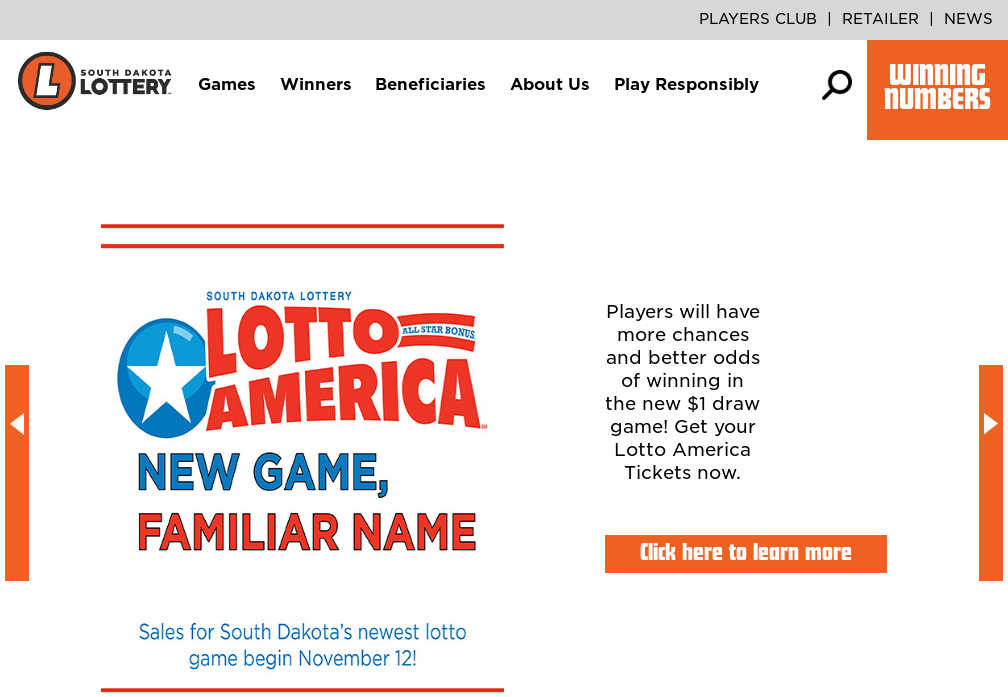 PLAYERS CLUB | RETAILER | NEWS
L SOUTH DAKOTA
LOTTERY
Games Winners Beneficiaries About Us Play Responsibly
WINNING
NUMBERS
SOUTH DAKOTA LOTTERY
LOTTO
ALL STAR BONUS
AMERICA
NEW GAME,
FAMILIAR NAME
Sales for South Dakota's newest lotto
game begin November 12!
Players will have
more chances
and better odds
of winning in
the new $1 draw
game! Get your
Lotto America
Tickets now.
Click here to learn more